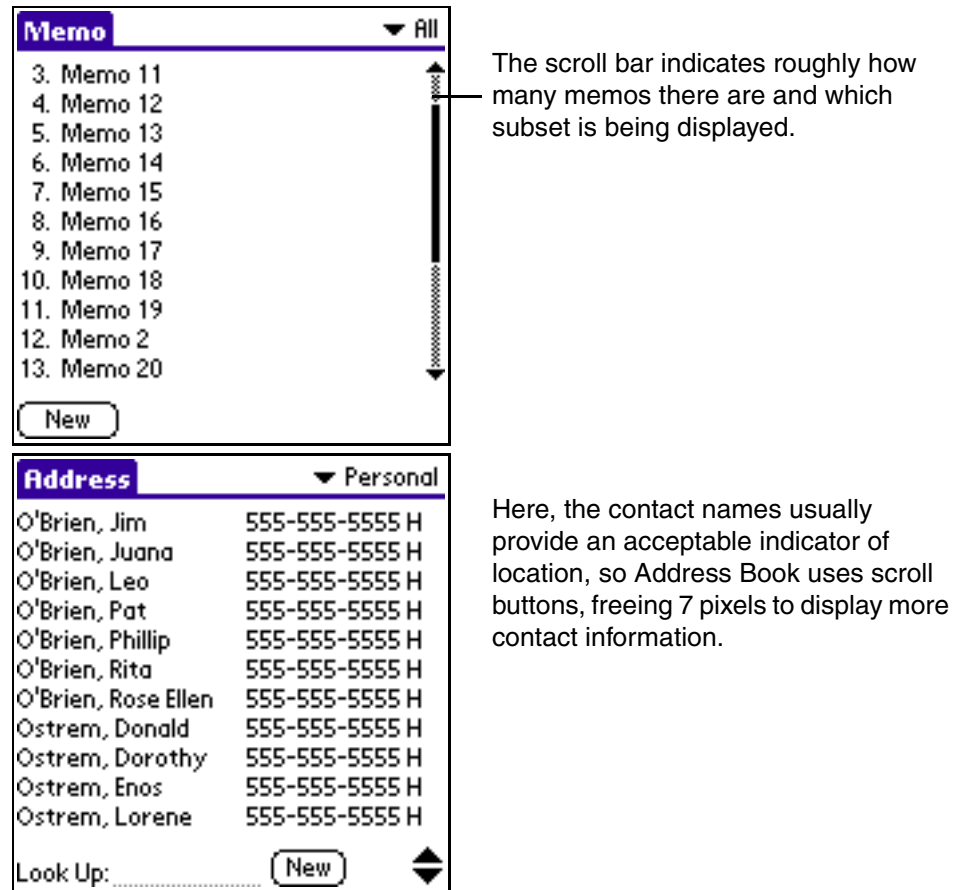 Memo All
3. Memo 11
4. Memo 12
5. Memo 13
6. Memo 14
7. Memo 15
8. Memo 16
9. Memo 17
10. Memo 18
11. Memo 19
12. Memo 2
13. Memo 20
New
The scroll bar indicates roughly how
many memos there are and which
subset is being displayed.
Address Personal
O'Brien, Jim 555-555-5555 H
O'Brien, Juana 555-555-5555 H
O'Brien, Leo 555-555-5555 H
O'Brien, Pat 555-555-5555 H
O'Brien, Phillip 555-555-5555 H
O'Brien, Rita 555-555-5555 H
O'Brien, Rose Ellen 555-555-5555 H
Ostrem, Donald 555-555-5555 H
Ostrem, Dorothy 555-555-5555 H
Ostrem, Enos 555-555-5555 H
Ostrem, Lorene 555-555-5555 H
Look Up: New
Here, the contact names usually
provide an acceptable indicator of
location, so Address Book uses scroll
buttons, freeing 7 pixels to display more
contact information.